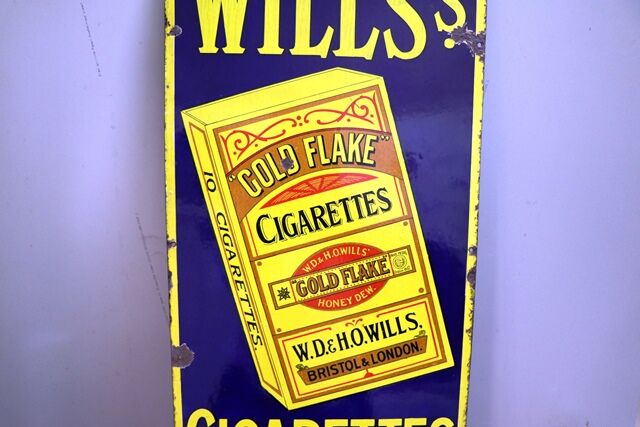 WILLS's
"GOLD FLAKE"
CIGARETTES
W.D.& H.O.WILLS'
"GOLD FLAKE"
HONEY DEW.
W.D.& H.O.WILLS,
BRISTOL & LONDON.
10 CIGARETTES.
CIGARETTES